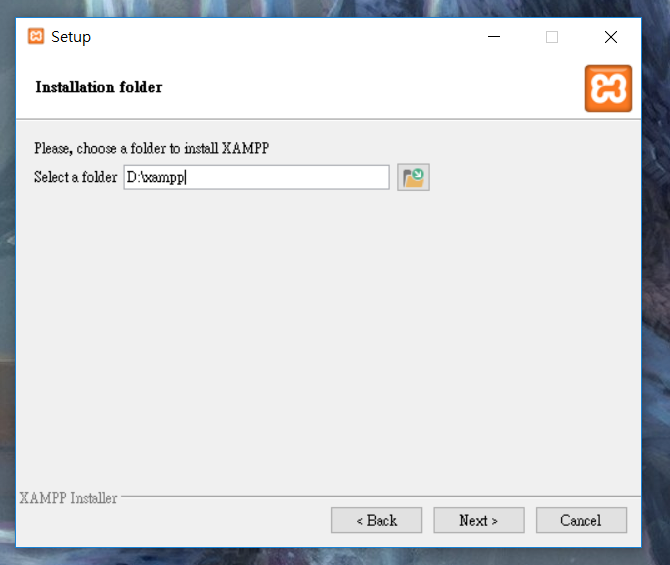 Setup
Installation folder
Please, choose a folder to install XAMPP
Select a folder D:\xampp
XAMPP Installer
< Back Next > Cancel